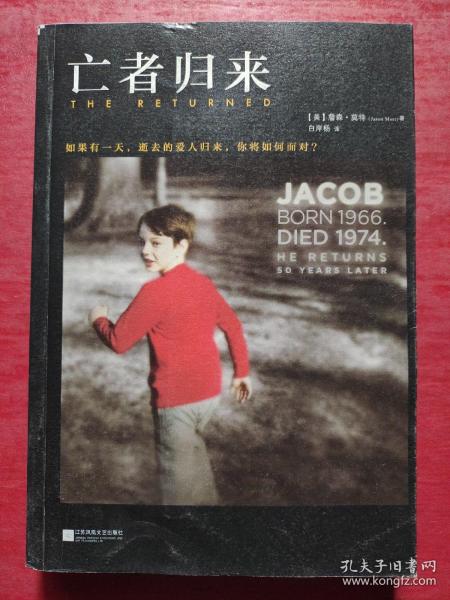 亡者归来
THE RETURNED
【美】詹森·莫特(Jason Mott)著
白岸杨 译
如果有一天，逝去的爱人归来，你将如何面对？
JACOB
BORN 1966.
DIED 1974.
HE RETURNS
50 YEARS LATER
江苏凤凰文艺出版社
孔夫子旧书网
www.kongfz.com